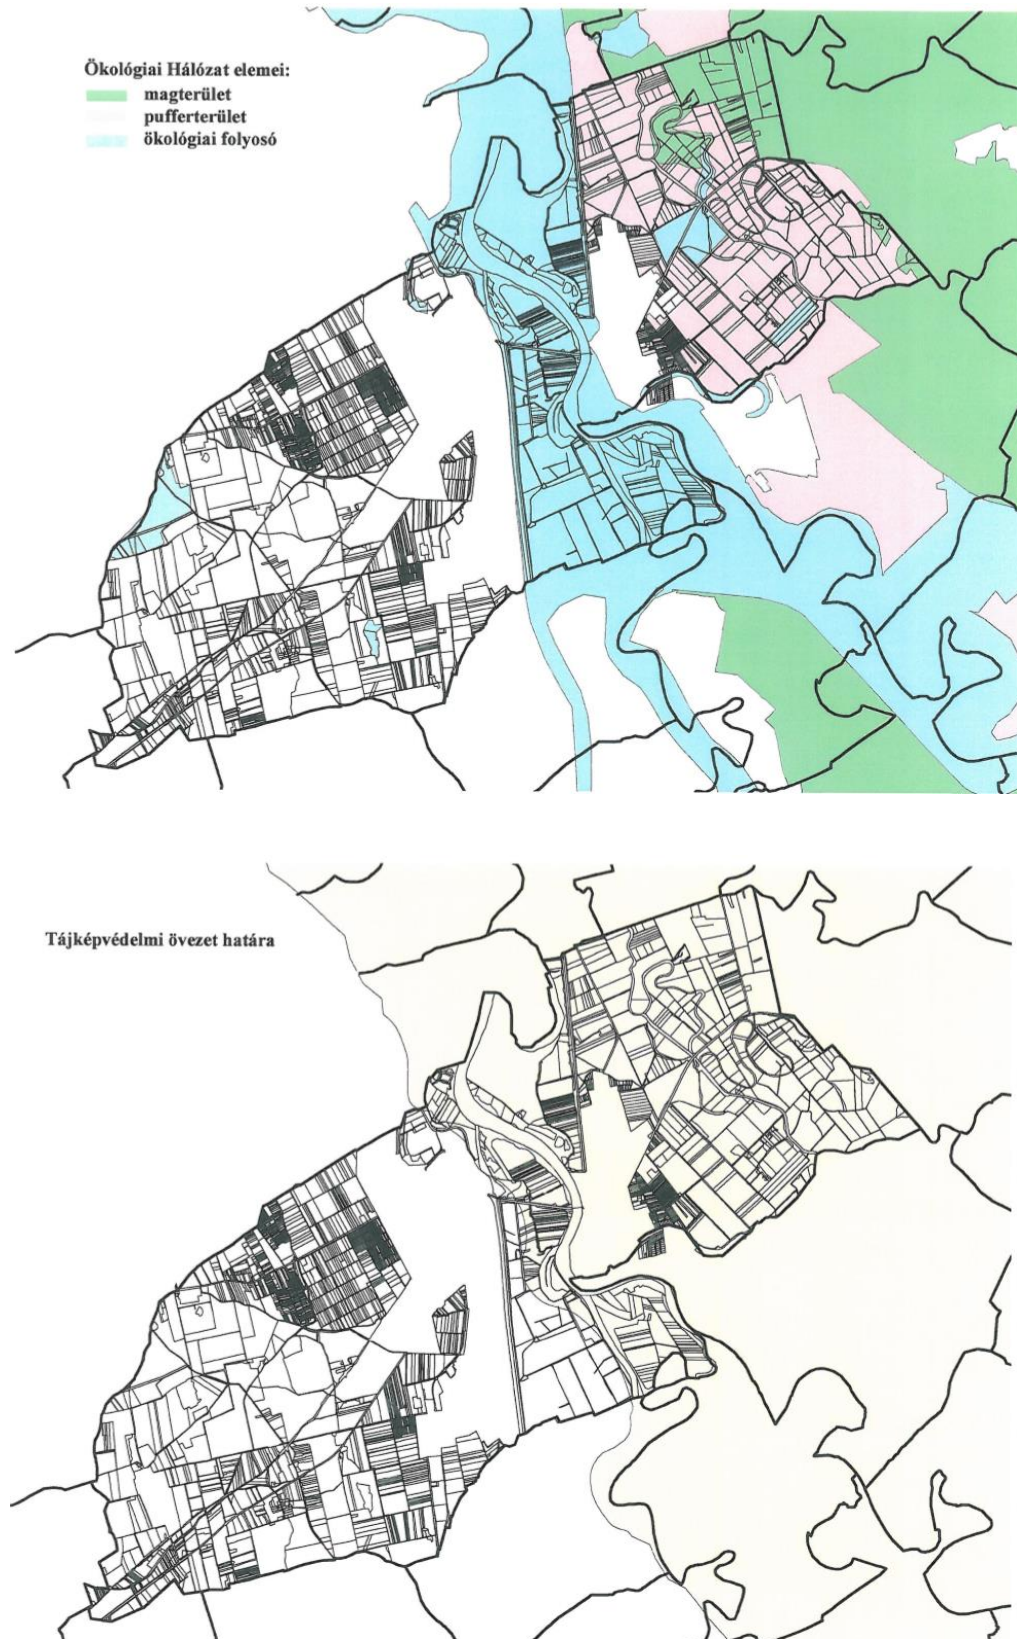 Ökológiai Hálózat elemei:
magterület
pufferterület
ökológiai folyosó
Tájképvédelmi övezet határa